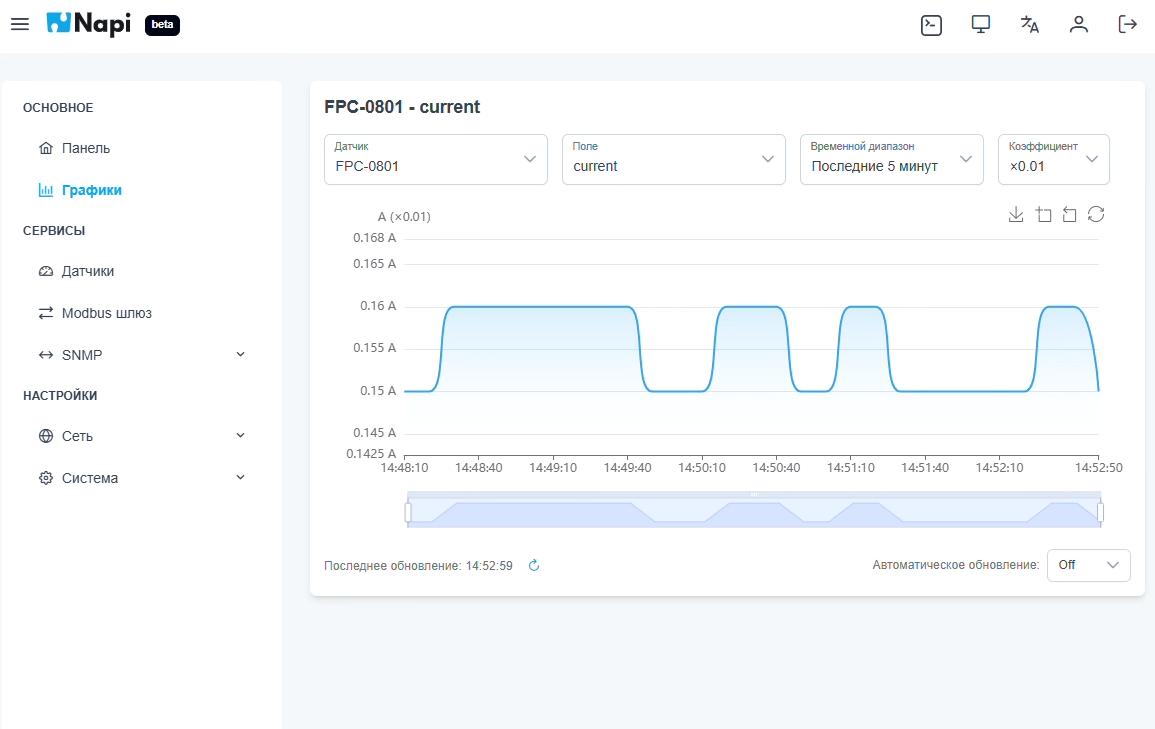 Napi beta
ОСНОВНОЕ
Панель
Графики
СЕРВИСЫ
Датчики
Modbus шлюз
SNMP
НАСТРОЙКИ
Сеть
Система
FPC-0801 - current
Датчик
FPC-0801
Поле
current
Временной диапазон
Последние 5 минут
Коэффициент
×0.01
A (×0.01)
0.168 A
0.165 A
0.16 A
0.155 A
0.15 A
0.145 A
0.1425 A
14:48:10 14:48:40 14:49:10 14:49:40 14:50:10 14:50:40 14:51:10 14:51:40 14:52:10 14:52:50
Последнее обновление: 14:52:59
Автоматическое обновление: Off